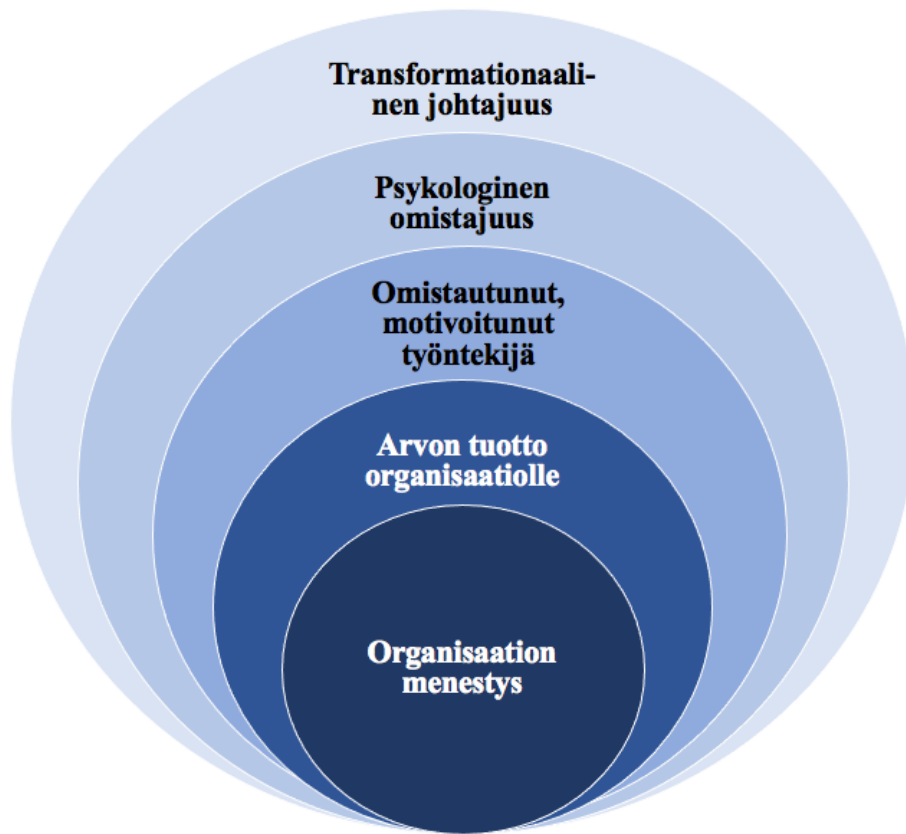 Transformationaali-
nen johtajuus
Psykologinen
omistajuus
Omistautunut,
motivoitunut
työntekijä
Arvon tuotto
organisaatiolle
Organisaation
menestys